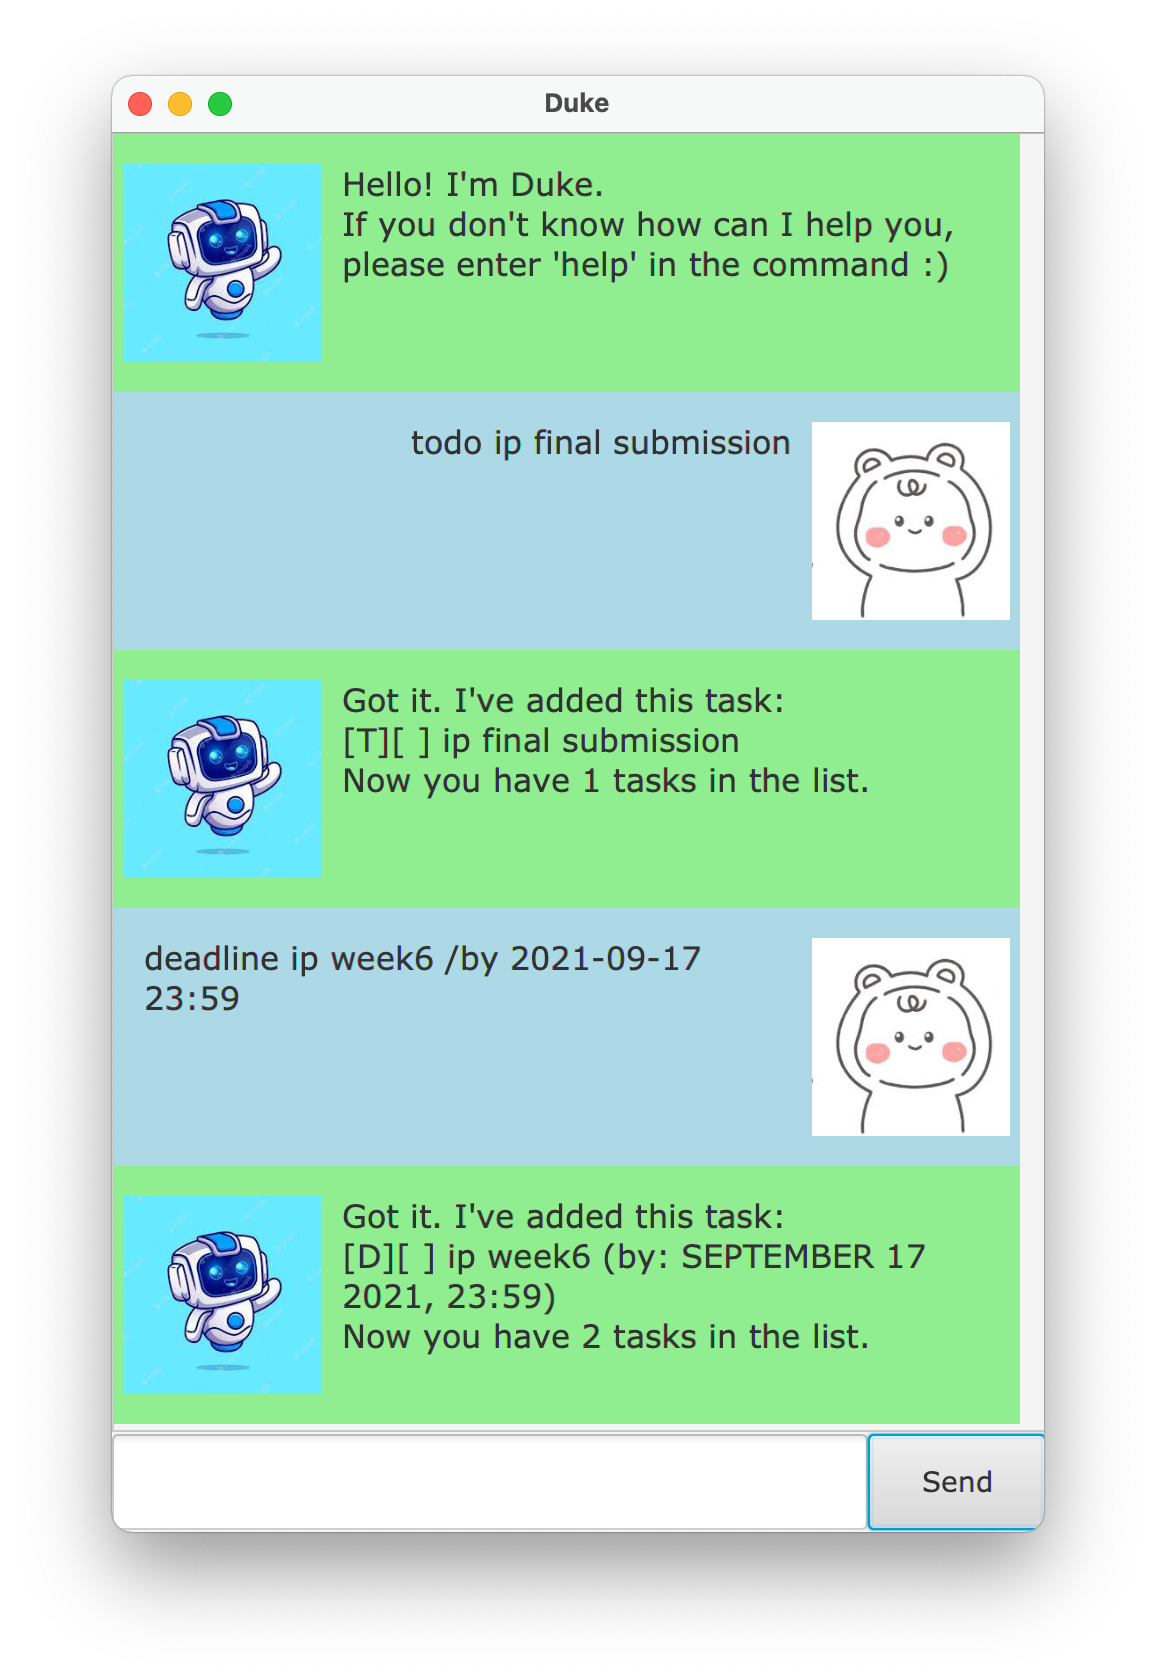 Duke
Hello! I'm Duke.
If you don't know how can I help you,
please enter 'help' in the command :)
todo ip final submission
Got it. I've added this task:
[T][ ] ip final submission
Now you have 1 tasks in the list.
deadline ip week6 /by 2021-09-17
23:59
Got it. I've added this task:
[D][ ] ip week6 (by: SEPTEMBER 17
2021, 23:59)
Now you have 2 tasks in the list.
Send